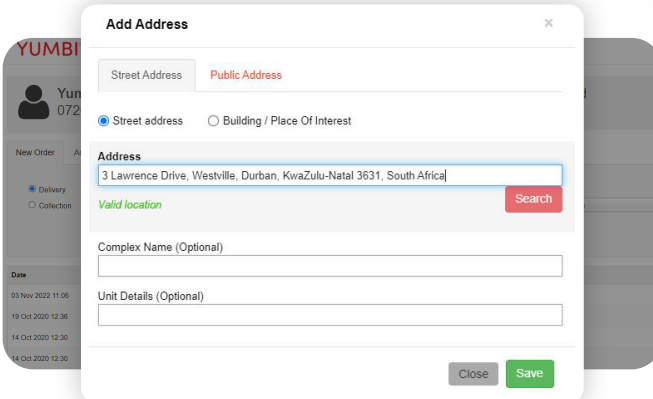 Add Address
×
YUMBI
Yum
072
Street Address
Public Address
Street address
Building / Place Of Interest
New Order
Address
3 Lawrence Drive, Westville, Durban, KwaZulu-Natal 3631, South Africa
Delivery
Valid location
Search
Collection
Complex Name (Optional)
Date
Unit Details (Optional)
03 Nov 2022 11:06
19 Oct 2020 12:36
14 Oct 2020 12:30
14 Oct 2020 12:30
Close
Save